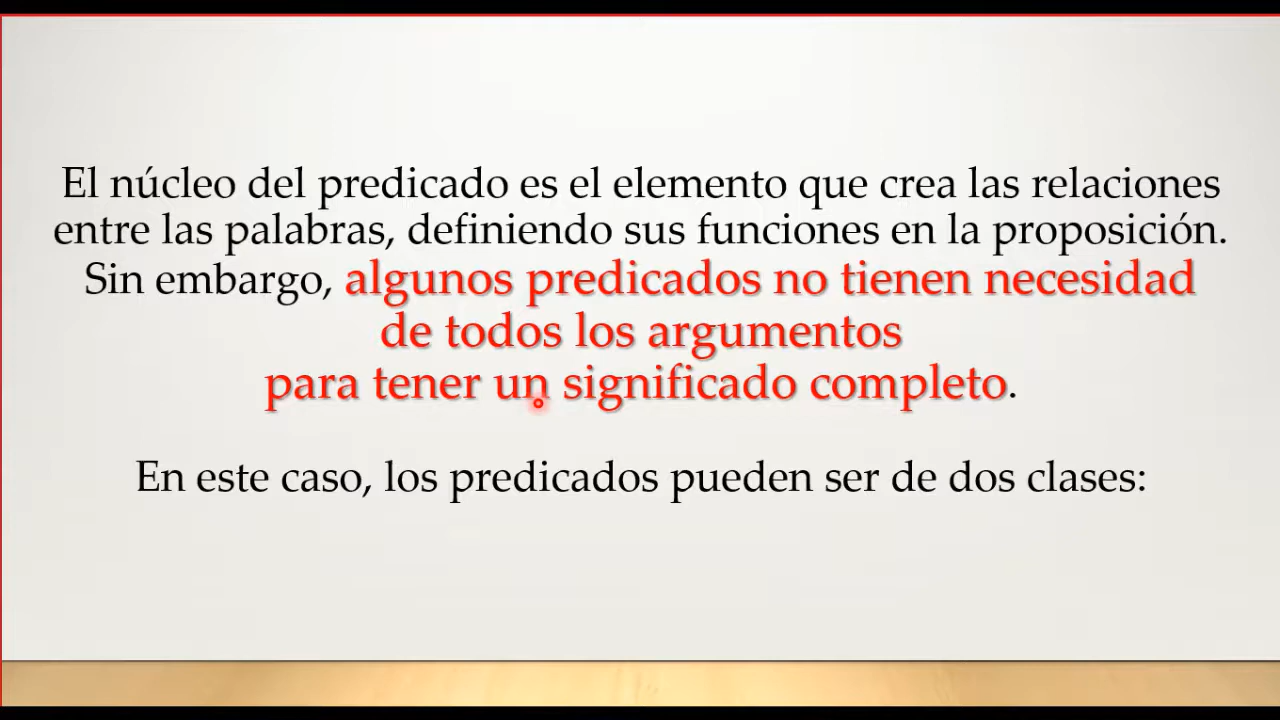 El núcleo del predicado es el elemento que crea las relaciones
entre las palabras, definiendo sus funciones en la proposición.
Sin embargo, algunos predicados no tienen necesidad
de todos los argumentos
para tener un significado completo.
En este caso, los predicados pueden ser de dos clases: